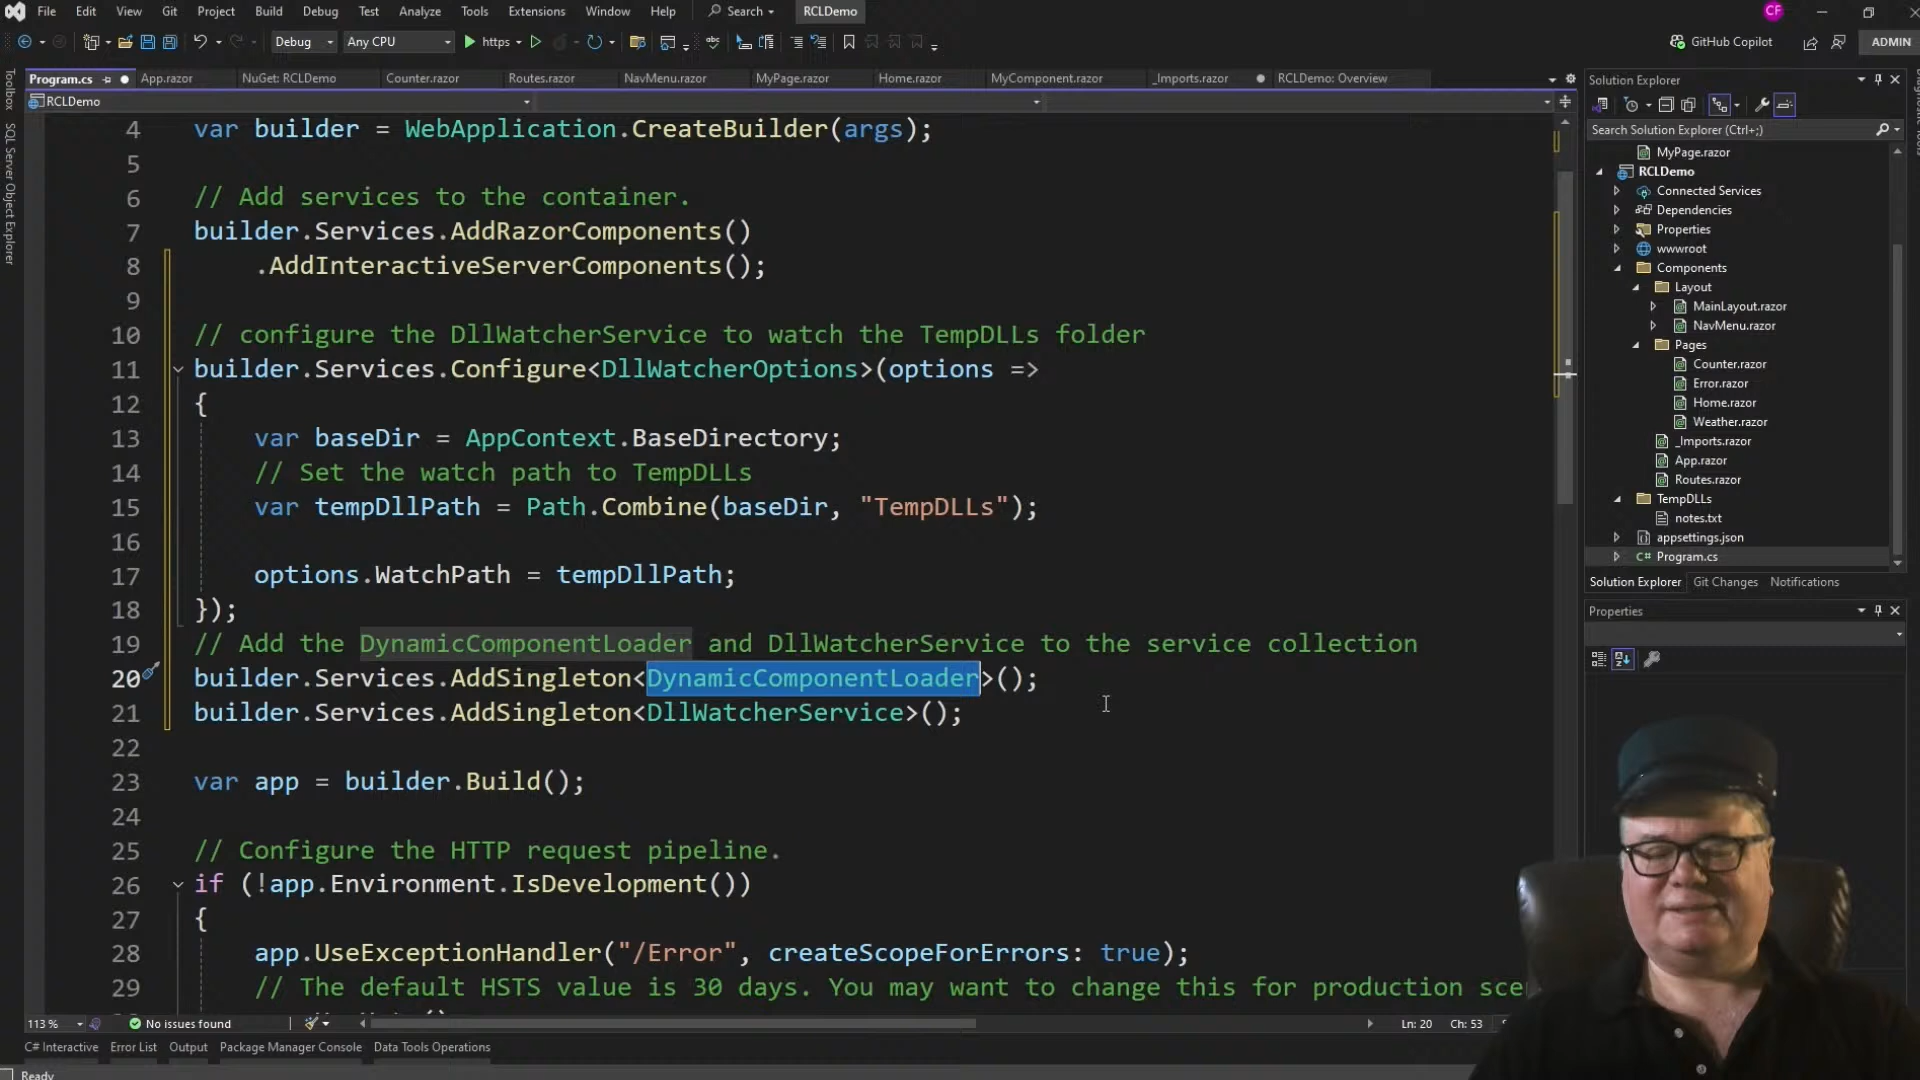 File Edit View Git Project Build Debug Test Analyze Tools Extensions Window Help Search RCLDemo CF
Debug Any CPU https GitHub Copilot ADMIN
Program.cs App.razor NuGet: RCLDemo Counter.razor Routes.razor NavMenu.razor MyPage.razor Home.razor MyComponent.razor _Imports.razor RCLDemo: Overview
RCLDemo
Toolbox
SQL Server Object Explorer
4 var builder = WebApplication.CreateBuilder(args);
5
6 // Add services to the container.
7 builder.Services.AddRazorComponents()
8 .AddInteractiveServerComponents();
9
10 // configure the DllWatcherService to watch the TempDLLs folder
11 builder.Services.Configure<DllWatcherOptions>(options =>
12 {
13 var baseDir = AppContext.BaseDirectory;
14 // Set the watch path to TempDLLs
15 var tempDllPath = Path.Combine(baseDir, "TempDLLs");
16
17 options.WatchPath = tempDllPath;
18 });
19 // Add the DynamicComponentLoader and DllWatcherService to the service collection
20 builder.Services.AddSingleton<DynamicComponentLoader>();
21 builder.Services.AddSingleton<DllWatcherService>();
22
23 var app = builder.Build();
24
25 // Configure the HTTP request pipeline.
26 if (!app.Environment.IsDevelopment())
27 {
28 app.UseExceptionHandler("/Error", createScopeForErrors: true);
29 // The default HSTS value is 30 days. You may want to change this for production sce
113 % No issues found Ln: 20 Ch: 53
C# Interactive Error List Output Package Manager Console Data Tools Operations
Ready
Solution Explorer
Search Solution Explorer (Ctrl+;)
MyPage.razor
RCLDemo
Connected Services
Dependencies
Properties
wwwroot
Components
Layout
MainLayout.razor
NavMenu.razor
Pages
Counter.razor
Error.razor
Home.razor
Weather.razor
_Imports.razor
App.razor
Routes.razor
TempDLLs
notes.txt
appsettings.json
C# Program.cs
Solution Explorer Git Changes Notifications
Properties